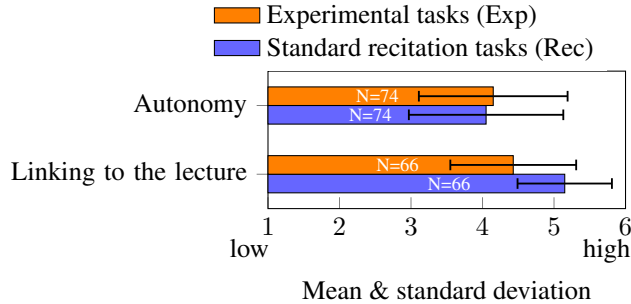 Experimental tasks (Exp)
Standard recitation tasks (Rec)
Autonomy
N=74
N=74
Linking to the lecture
N=66
N=66
1 2 3 4 5 6
low high
Mean & standard deviation